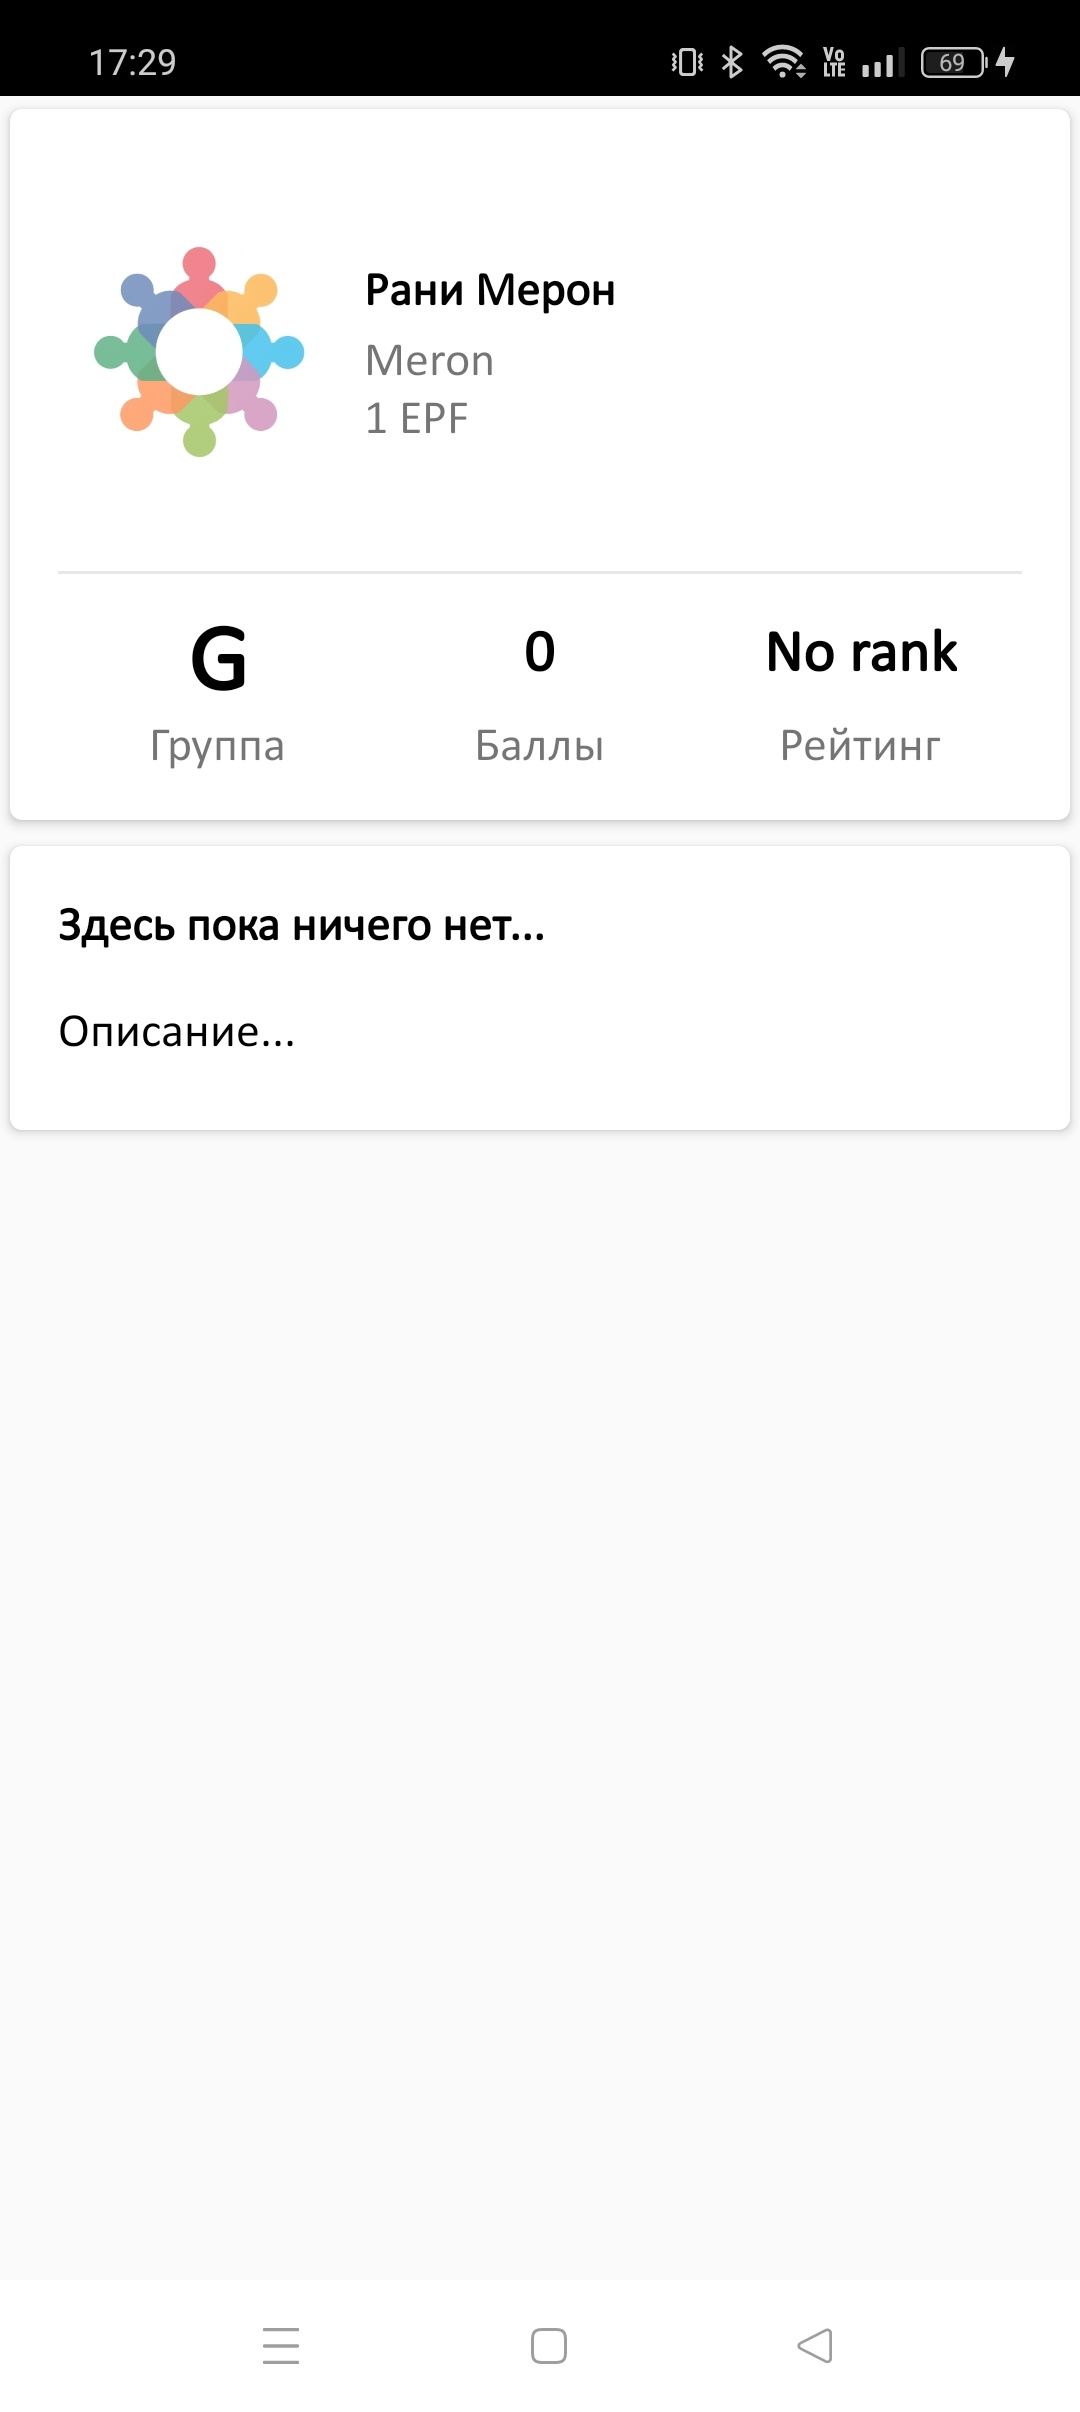 17:29
Vo
LTE
69
Рани Мерон
Meron
1 EPF
G
0
No rank
Группа
Баллы
Рейтинг
Здесь пока ничего нет...
Описание...